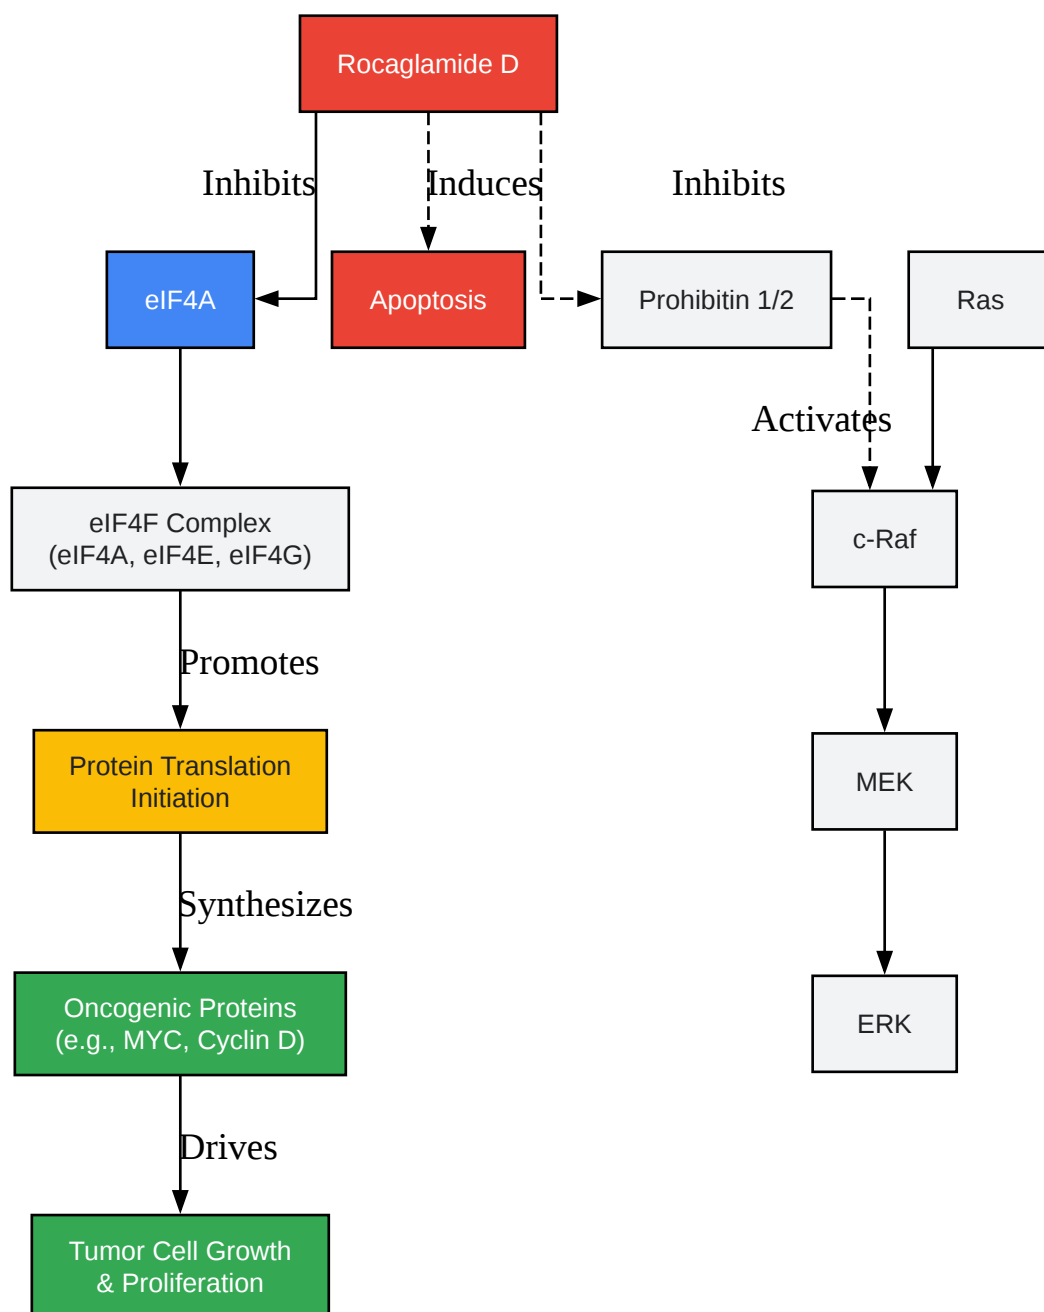 Rocaglamide D
Inhibits
Induces
Inhibits
eIF4A
Apoptosis
Prohibitin 1/2
Ras
Activates
eIF4F Complex
(eIF4A, eIF4E, eIF4G)
c-Raf
Promotes
Protein Translation
Initiation
MEK
Synthesizes
Oncogenic Proteins
(e.g., MYC, Cyclin D)
ERK
Drives
Tumor Cell Growth
& Proliferation